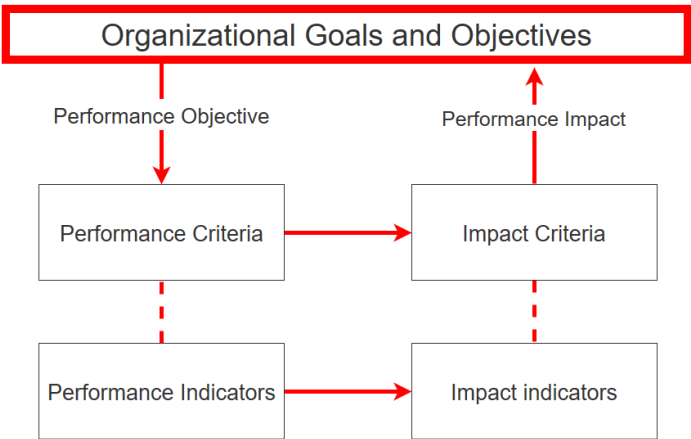 Organizational Goals and Objectives
Performance Objective
Performance Impact
Performance Criteria
Impact Criteria
Performance Indicators
Impact indicators